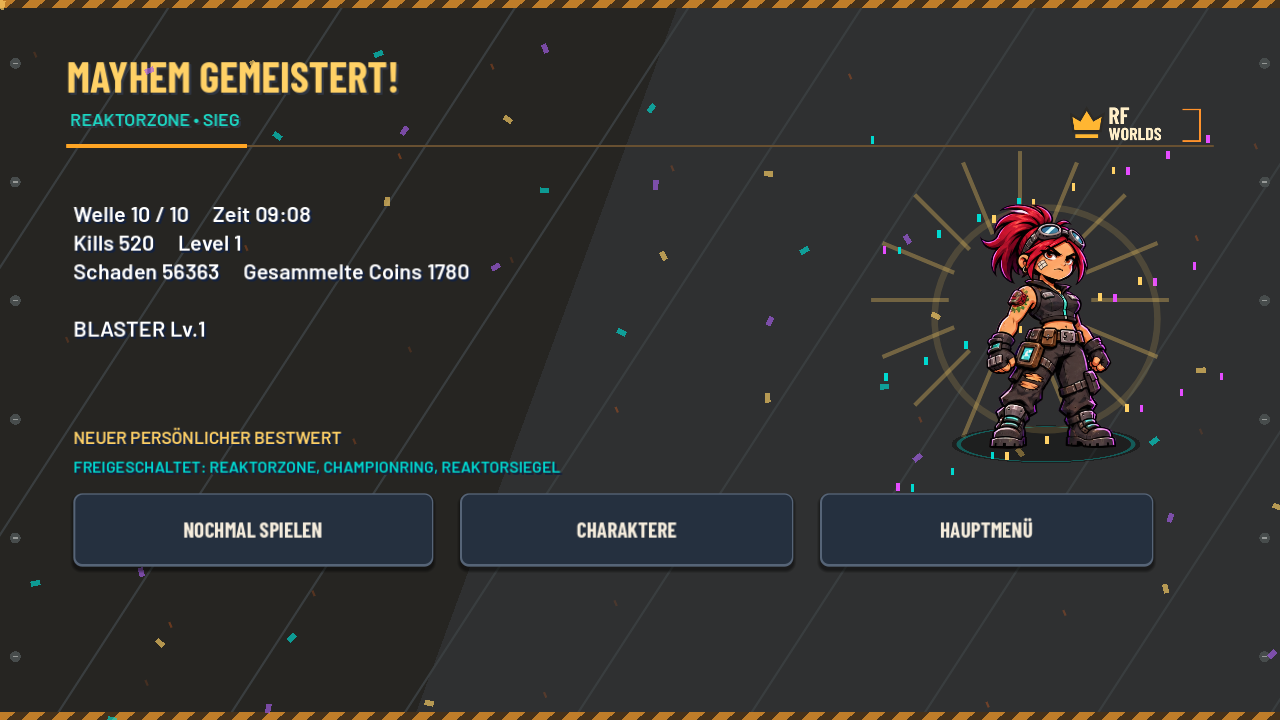 MAYHEM GEMEISTERT!
REAKTORZONE • SIEG
RF
WORLDS
Welle 10 / 10 Zeit 09:08
Kills 520 Level 1
Schaden 56363 Gesammelte Coins 1780
BLASTER Lv.1
NEUER PERSÖNLICHER BESTWERT
FREIGESCHALTET: REAKTORZONE, CHAMPIONRING, REAKTORSIEGEL
NOCHMAL SPIELEN
CHARAKTERE
HAUPTMENÜ